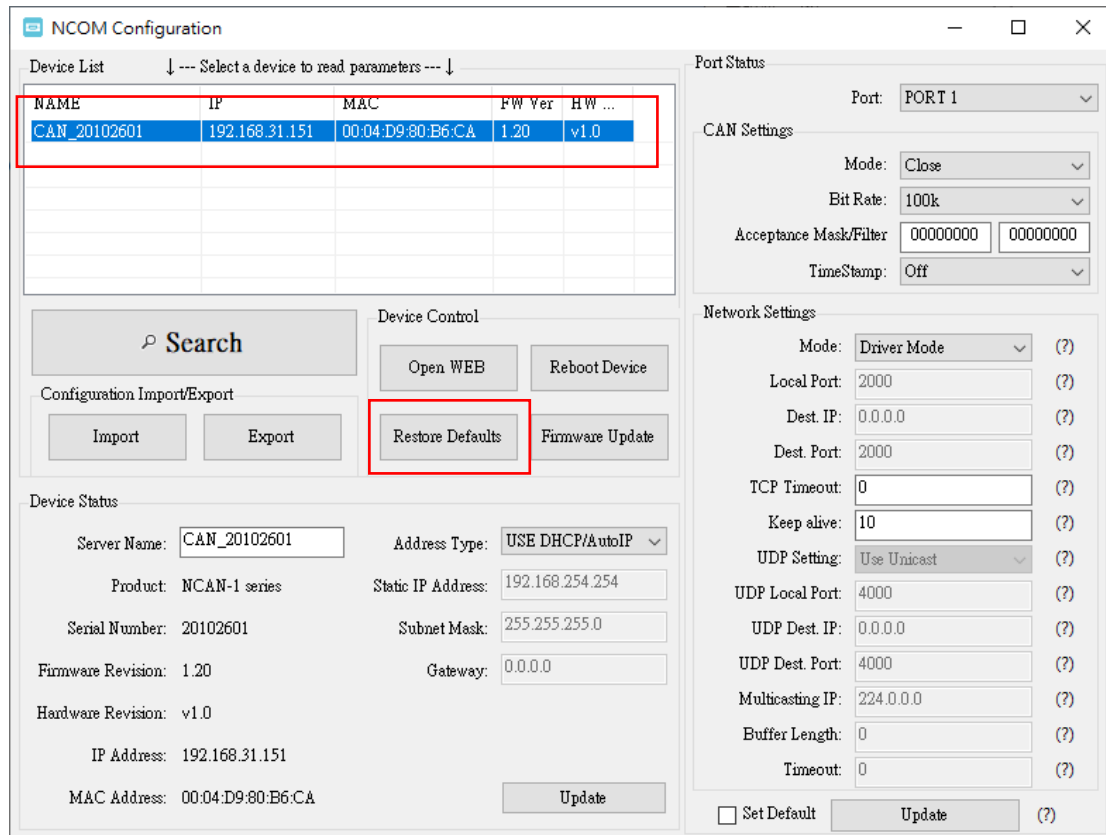 NCOM Configuration
Device List ↓ --- Select a device to read parameters --- ↓
NAME IP MAC FW Ver HW ...
CAN_20102601 192.168.31.151 00:04:D9:80:B6:CA 1.20 v1.0
Search
Configuration Import/Export
Import Export
Device Control
Open WEB Reboot Device
Restore Defaults Firmware Update
Device Status
Server Name: CAN_20102601
Product: NCAN-1 series
Serial Number: 20102601
Firmware Revision: 1.20
Hardware Revision: v1.0
IP Address: 192.168.31.151
MAC Address: 00:04:D9:80:B6:CA
Address Type: USE DHCP/AutoIP
Static IP Address: 192.168.254.254
Subnet Mask: 255.255.255.0
Gateway: 0.0.0.0
Update
Port Status
Port: PORT 1
CAN Settings
Mode: Close
Bit Rate: 100k
Acceptance Mask/Filter 00000000 00000000
TimeStamp: Off
Network Settings
Mode: Driver Mode (?)
Local Port: 2000 (?)
Dest. IP: 0.0.0.0 (?)
Dest. Port: 2000 (?)
TCP Timeout: 0 (?)
Keep alive: 10 (?)
UDP Setting: Use Unicast (?)
UDP Local Port: 4000 (?)
UDP Dest. IP: 0.0.0.0 (?)
UDP Dest. Port: 4000 (?)
Multicasting IP: 224.0.0.0 (?)
Buffer Length: 0 (?)
Timeout: 0 (?)
Set Default Update (?)